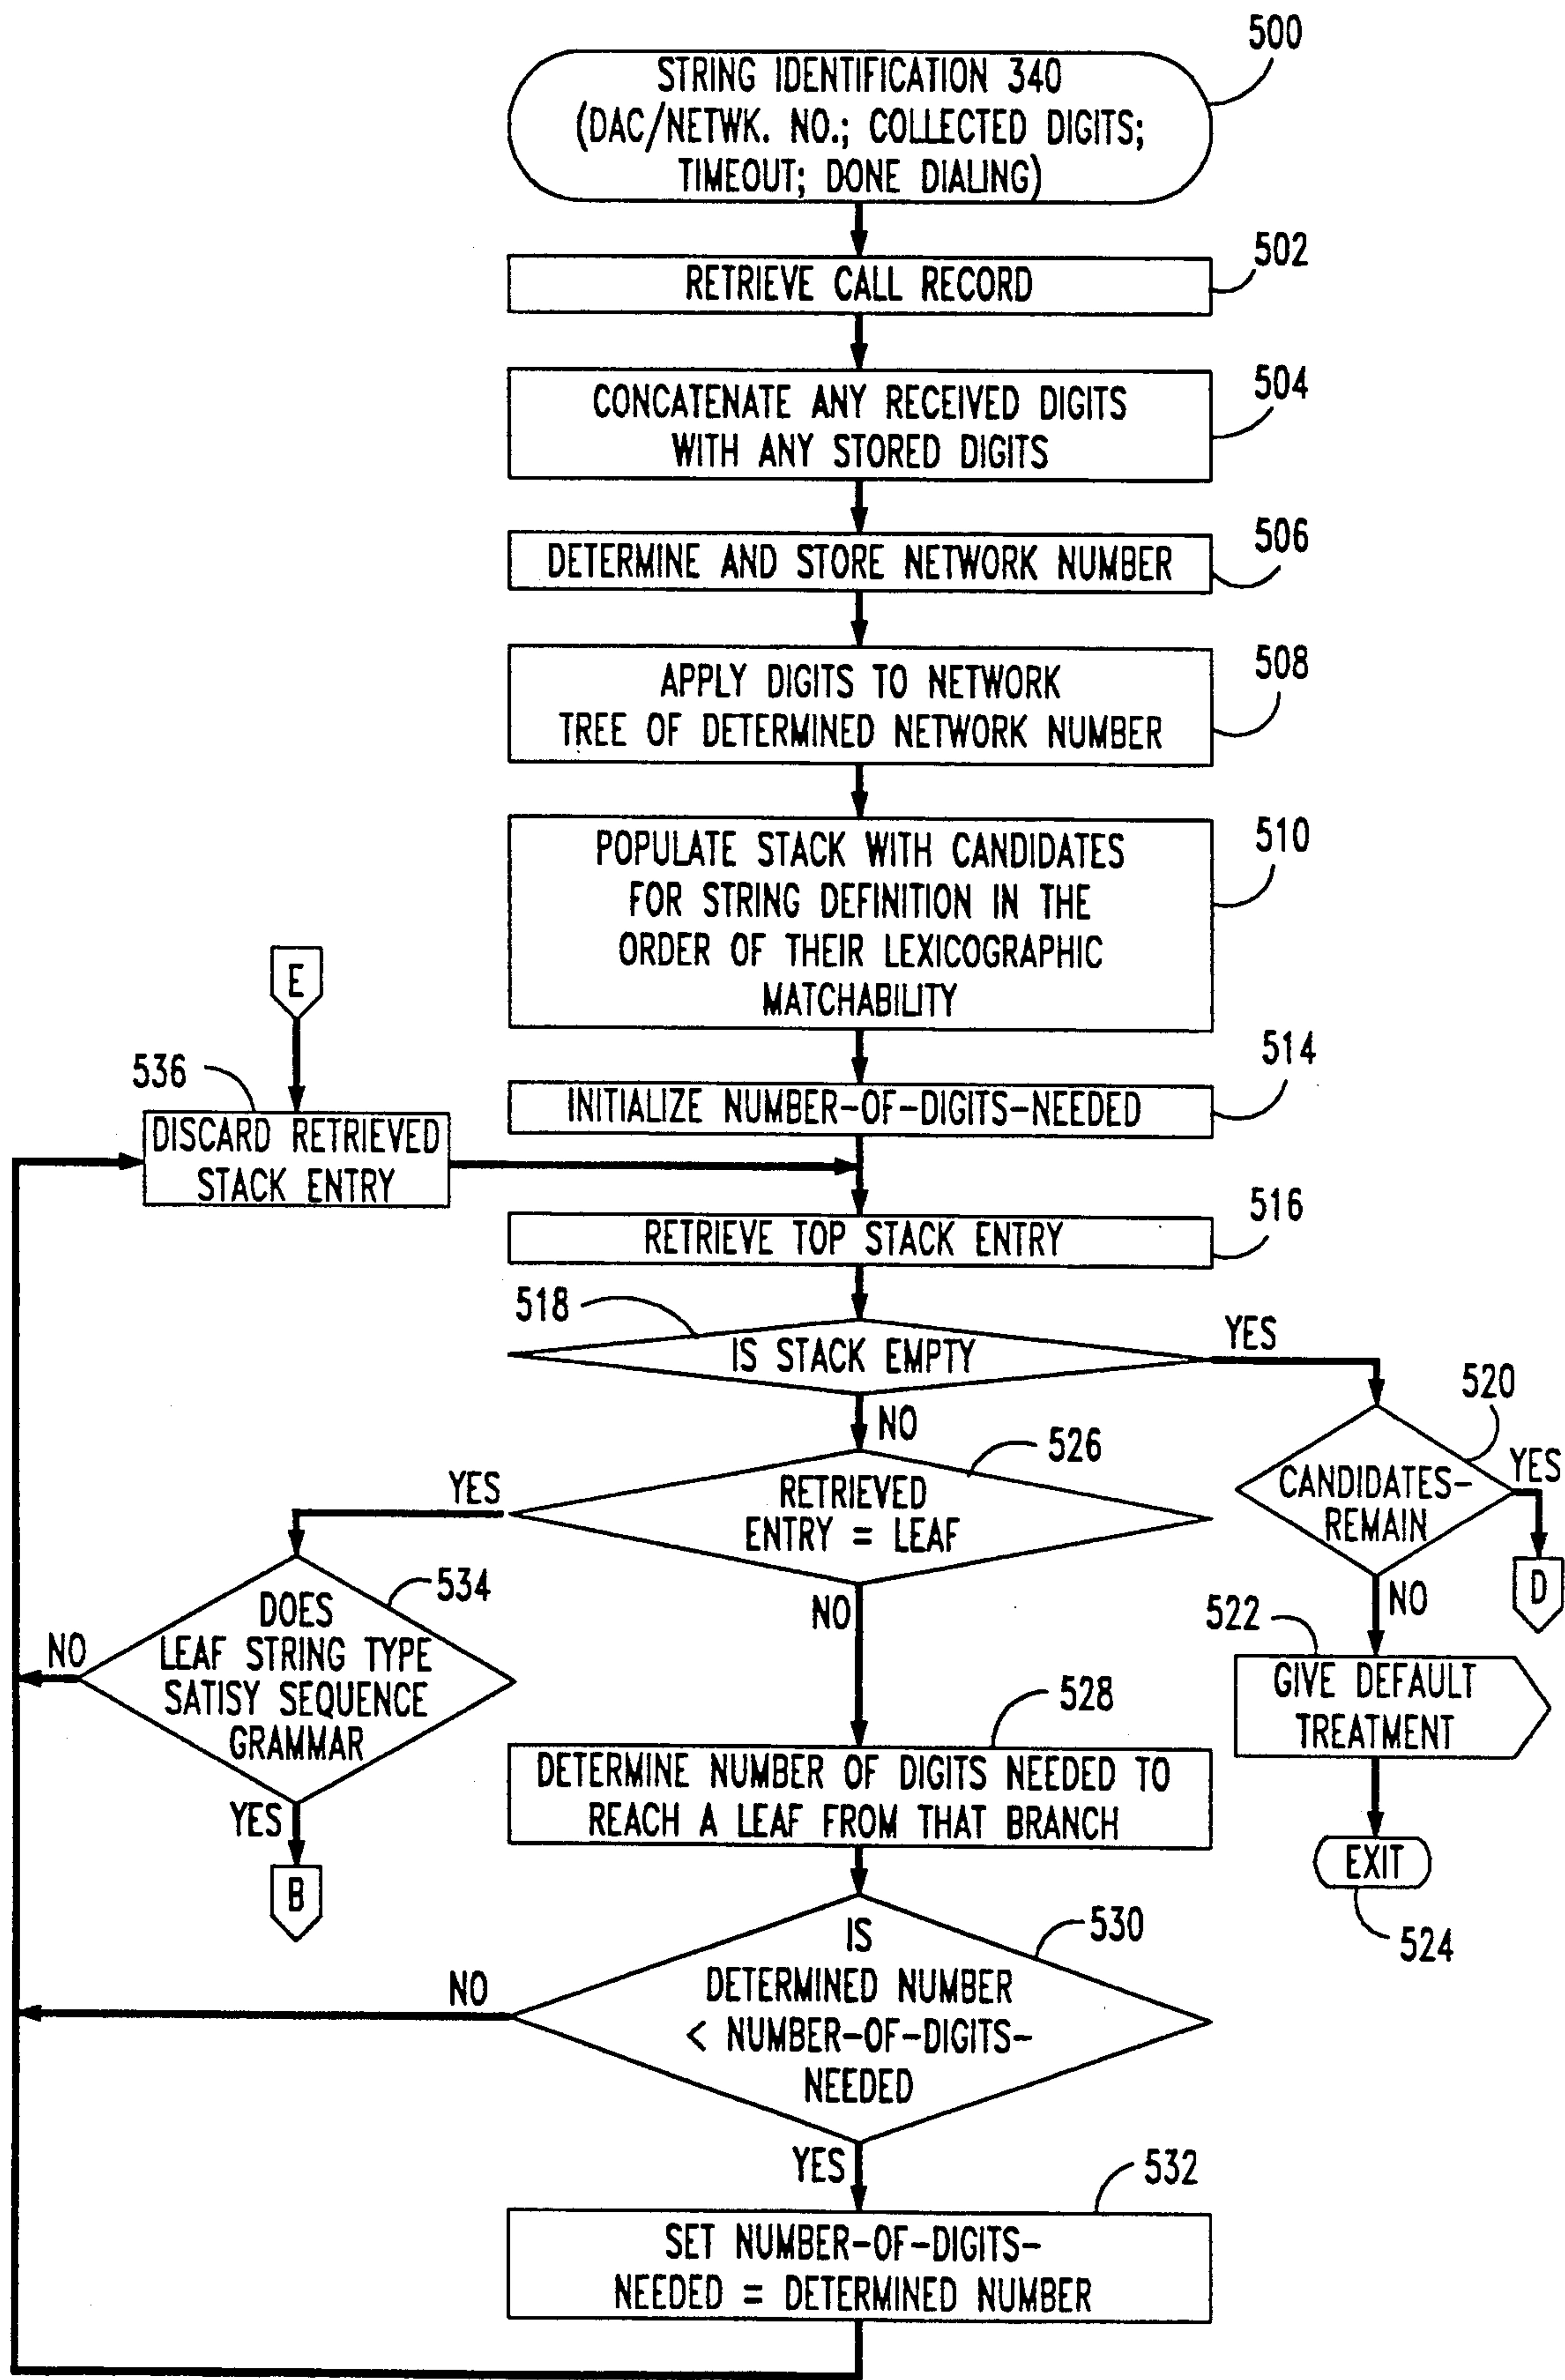 500
STRING IDENTIFICATION 340
(DAC/NETWK. NO.; COLLECTED DIGITS;
TIMEOUT; DONE DIALING)
502
RETRIEVE CALL RECORD
504
CONCATENATE ANY RECEIVED DIGITS
WITH ANY STORED DIGITS
506
DETERMINE AND STORE NETWORK NUMBER
508
APPLY DIGITS TO NETWORK
TREE OF DETERMINED NETWORK NUMBER
510
POPULATE STACK WITH CANDIDATES
FOR STRING DEFINITION IN THE
ORDER OF THEIR LEXICOGRAPHIC
MATCHABILITY
E
536
DISCARD RETRIEVED
STACK ENTRY
514
INITIALIZE NUMBER-OF-DIGITS-NEEDED
516
RETRIEVE TOP STACK ENTRY
518
IS STACK EMPTY
YES
NO
520
CANDIDATES-
REMAIN
YES
D
NO
522
GIVE DEFAULT
TREATMENT
EXIT
524
526
RETRIEVED
ENTRY = LEAF
YES
NO
534
DOES
LEAF STRING TYPE
SATISY SEQUENCE
GRAMMAR
NO
YES
B
528
DETERMINE NUMBER OF DIGITS NEEDED TO
REACH A LEAF FROM THAT BRANCH
530
IS
DETERMINED NUMBER
< NUMBER-OF-DIGITS-
NEEDED
NO
YES
532
SET NUMBER-OF-DIGITS-
NEEDED = DETERMINED NUMBER